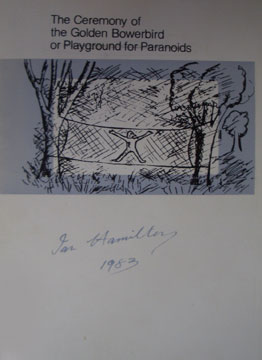 The Ceremony of
the Golden Bowerbird
or Playground for Paranoids
Ian Hamilton
1983